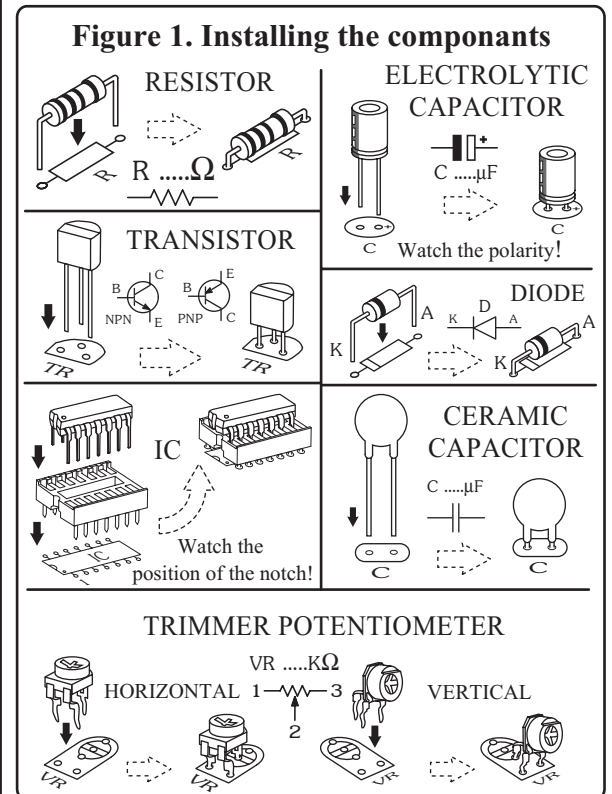 Figure 1. Installing the componants
RESISTOR
R
R
R .....Ω
ELECTROLYTIC
CAPACITOR
+
C .....µF
+
C
C
Watch the polarity!
TRANSISTOR
B
C
E
NPN
B
E
C
PNP
TR
TR
DIODE
A
K
K
D
A
A
K
IC
IC
1
Watch the
position of the notch!
CERAMIC
CAPACITOR
C .....µF
C
C
TRIMMER POTENTIOMETER
VR .....KΩ
HORIZONTAL
1
3
2
VERTICAL
VR
VR
VR
VR